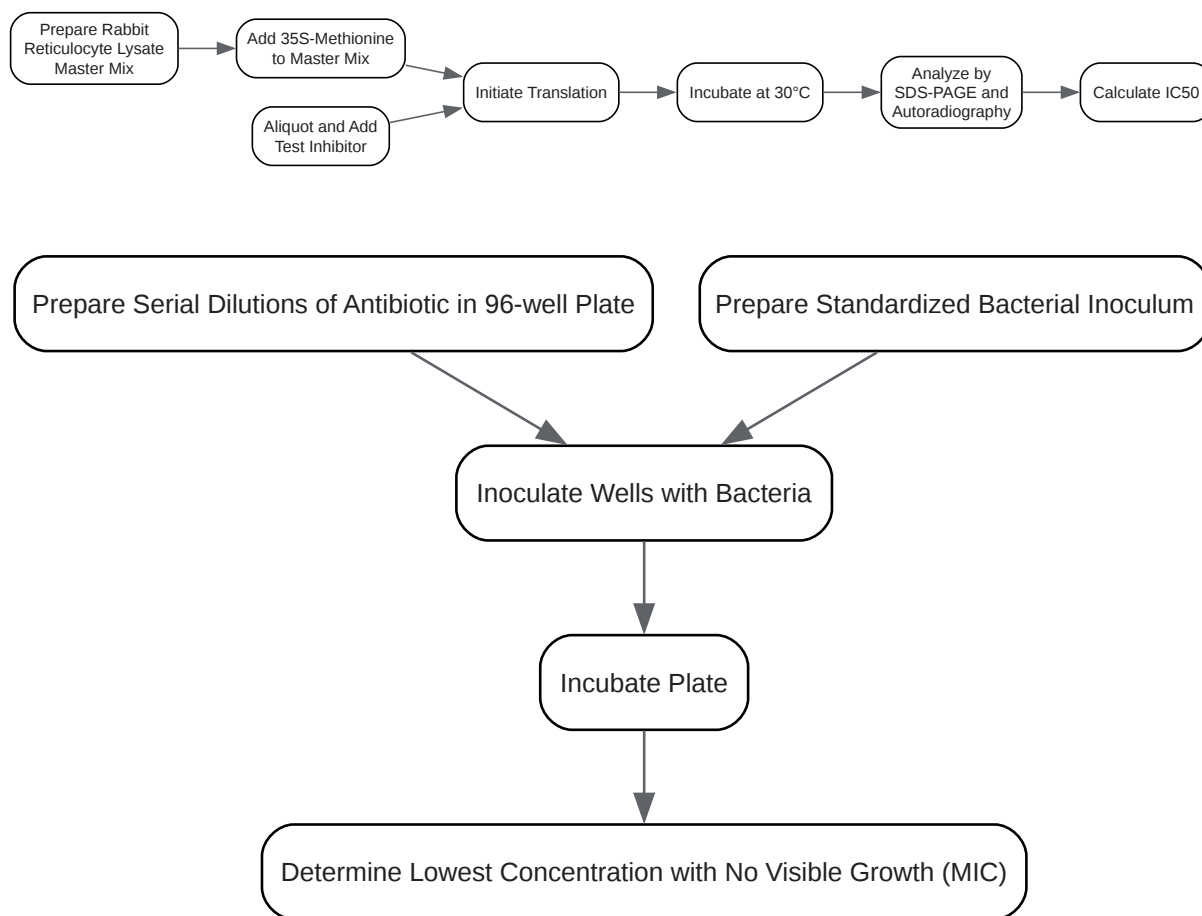 Prepare Rabbit
Reticulocyte Lysate
Master Mix
Add 35S-Methionine
to Master Mix
Aliquot and Add
Test Inhibitor
Initiate Translation
Incubate at 30°C
Analyze by
SDS-PAGE and
Autoradiography
Calculate IC50
Prepare Serial Dilutions of Antibiotic in 96-well Plate
Prepare Standardized Bacterial Inoculum
Inoculate Wells with Bacteria
Incubate Plate
Determine Lowest Concentration with No Visible Growth (MIC)